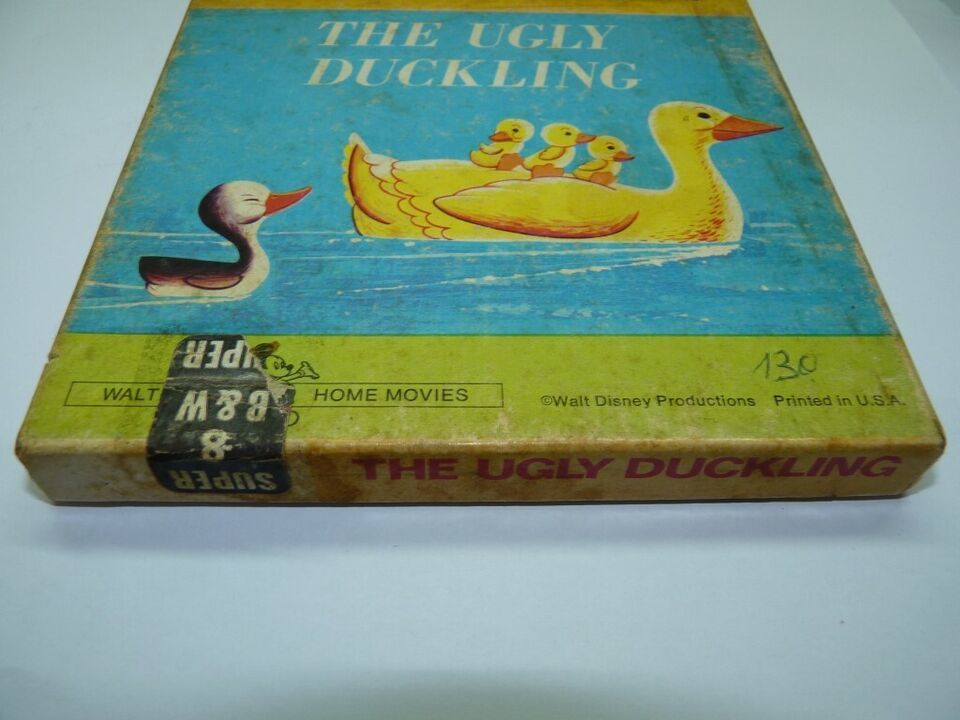 THE UGLY
DUCKLING
130
WALT HOME MOVIES
©Walt Disney Productions Printed in U.S.A.
SUPER
B&W
8
SUPER
THE UGLY DUCKLING